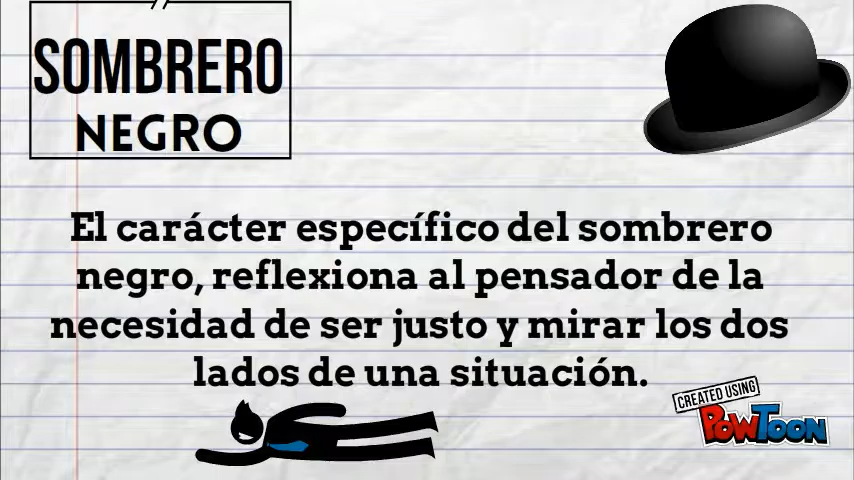 SOMBRERO
NEGRO
El carácter específico del sombrero
negro, reflexiona al pensador de la
necesidad de ser justo y mirar los dos
lados de una situación.
CREATED USING
POWTOON